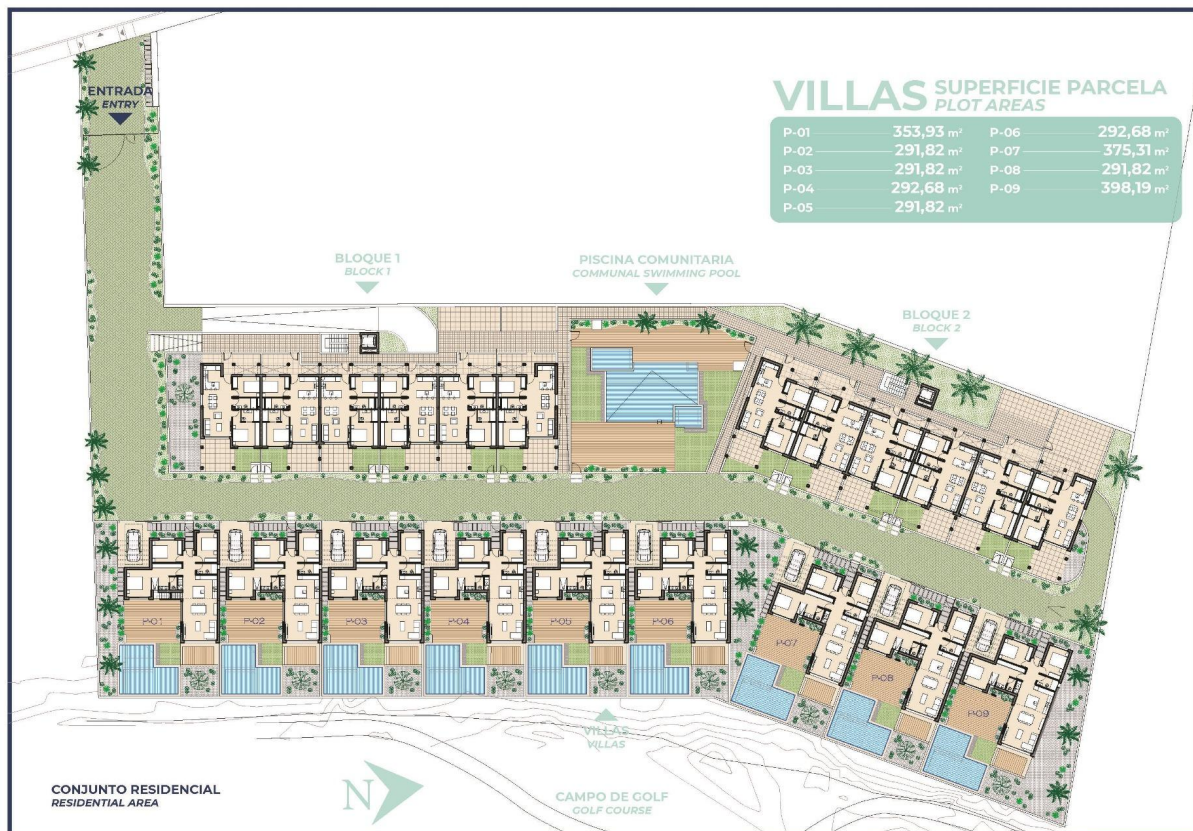 ENTRADA
ENTRY
VILLAS SUPERFICIE PARCELA
PLOT AREAS
P-01 353,93 m² P-06 292,68 m²
P-02 291,82 m² P-07 375,31 m²
P-03 291,82 m² P-08 291,82 m²
P-04 292,68 m² P-09 398,19 m²
P-05 291,82 m²
BLOQUE 1
BLOCK 1
PISCINA COMUNITARIA
COMMUNAL SWIMMING POOL
BLOQUE 2
BLOCK 2
P-01 P-02 P-03 P-04 P-05 P-06
P-07
P-08
P-09
VILLAS
VILLAS
CONJUNTO RESIDENCIAL
RESIDENTIAL AREA
N
CAMPO DE GOLF
GOLF COURSE